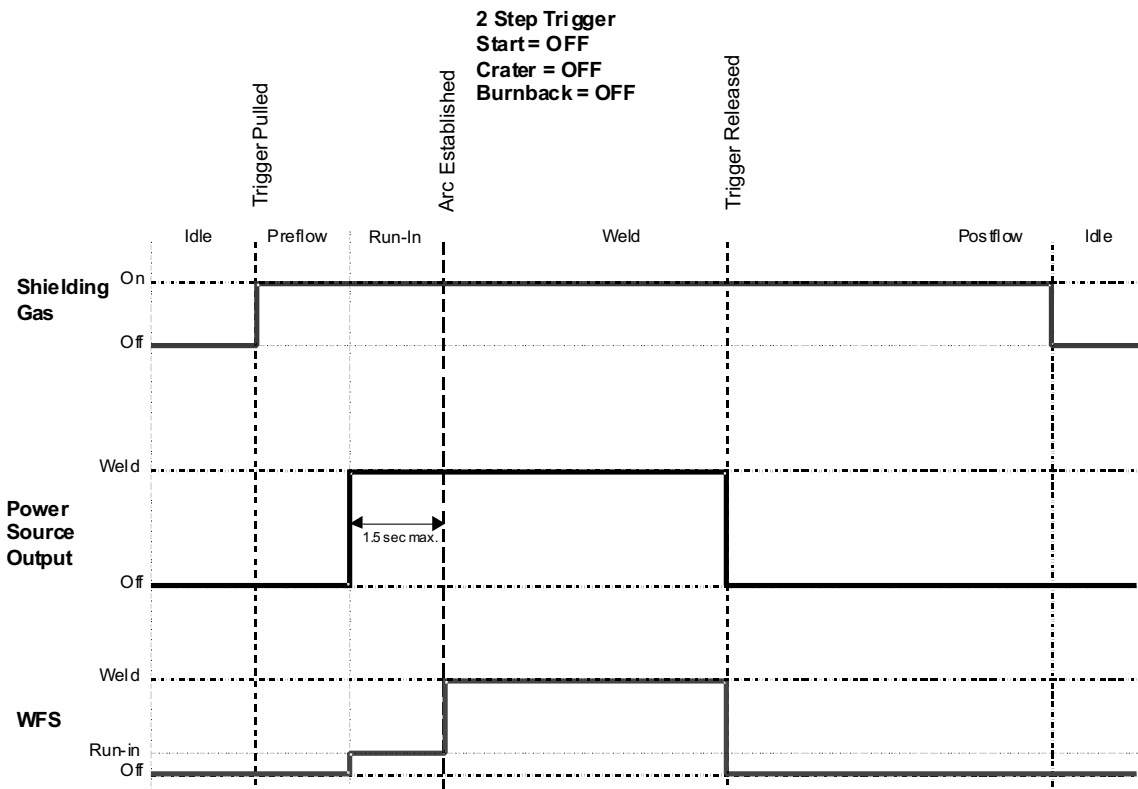 2 Step Trigger
Start = OFF
Crater = OFF
Burnback = OFF
Trigger Pulled
Arc Established
Trigger Released
Idle
Preflow
Run-In
Weld
Postflow
Idle
Shielding
Gas
On
Off
Power
Source
Output
Weld
1.5 sec max.
Off
WFS
Weld
Run-in
Off